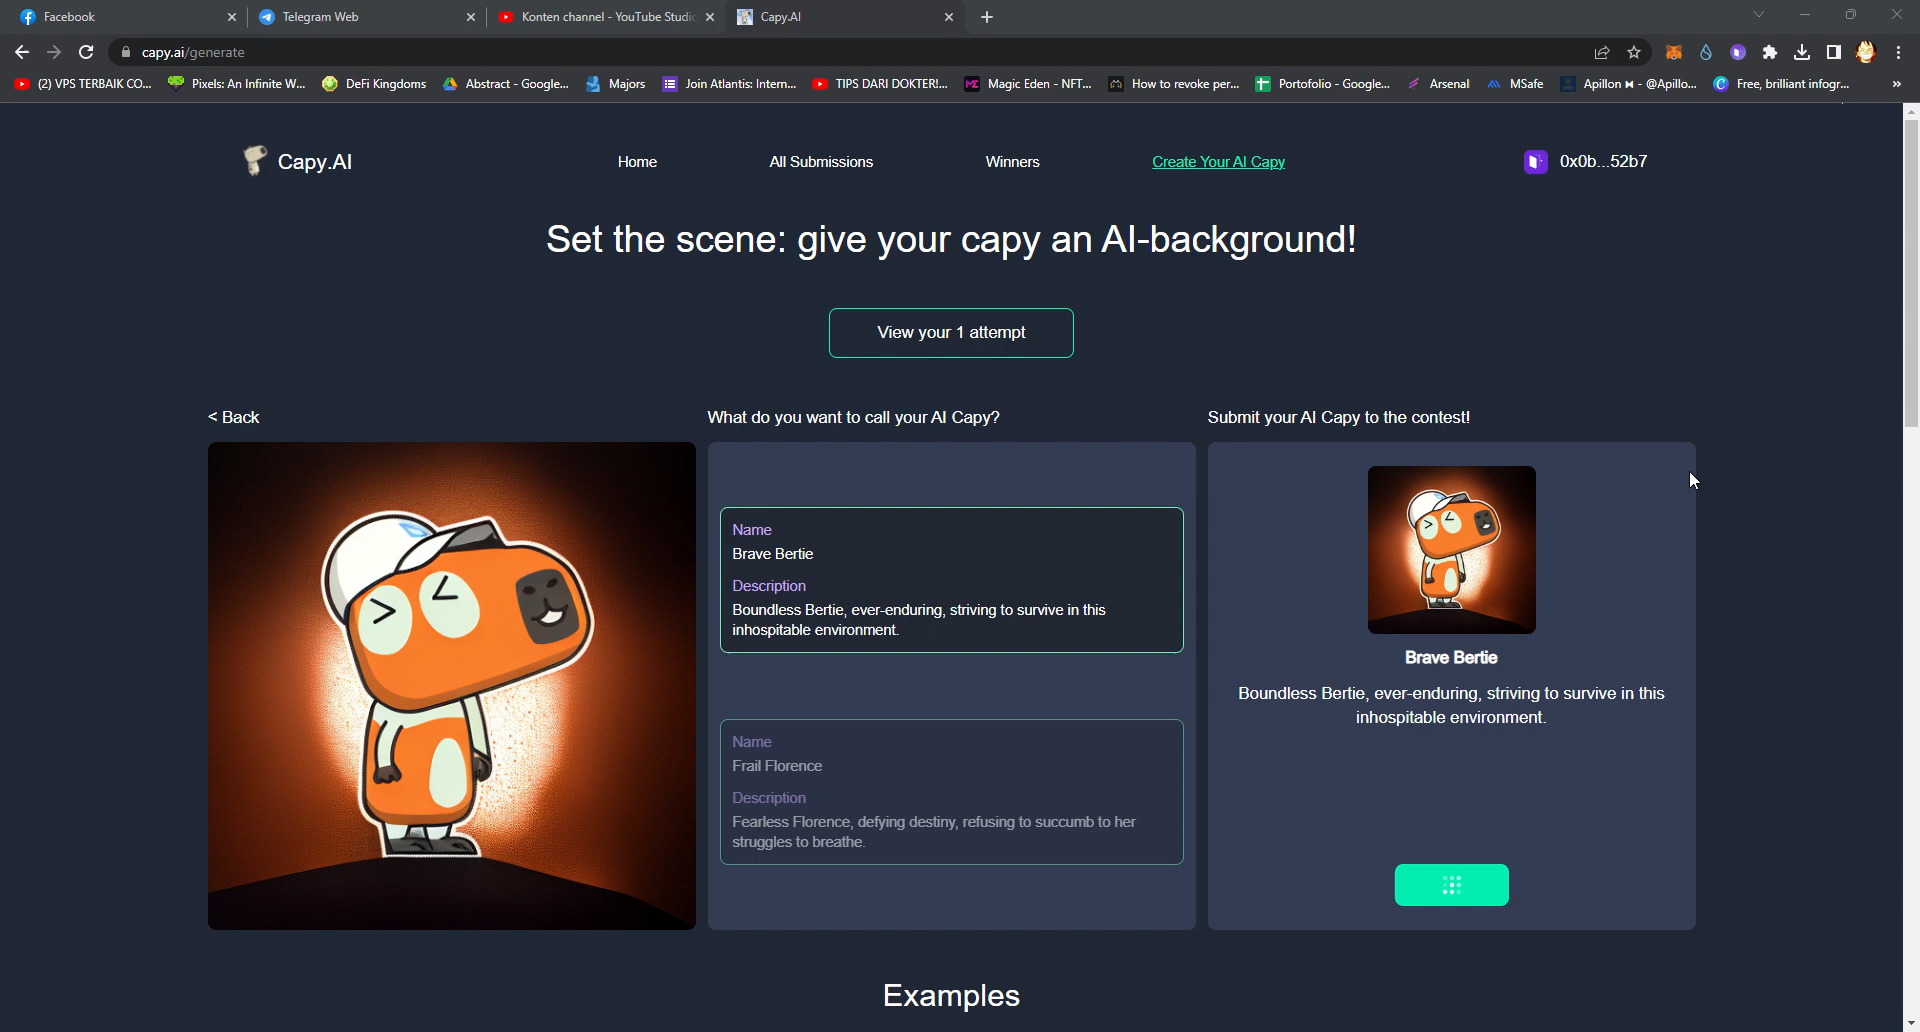 Facebook
Telegram Web
Konten channel - YouTube Studio
Capy.AI
capy.ai/generate
(2) VPS TERBAIK CO...
Pixels: An Infinite W...
DeFi Kingdoms
Abstract - Google...
Majors
Join Atlantis: Intern...
TIPS DARI DOKTER!...
Magic Eden - NFT...
How to revoke per...
Portofolio - Google...
Arsenal
MSafe
Apillon - @Apillo...
Free, brilliant infogr...
Capy.AI
Home
All Submissions
Winners
Create Your AI Capy
0x0b...52b7
Set the scene: give your capy an AI-background!
View your 1 attempt
< Back
What do you want to call your AI Capy?
Name
Brave Bertie
Description
Boundless Bertie, ever-enduring, striving to survive in this
inhospitable environment.
Name
Frail Florence
Description
Fearless Florence, defying destiny, refusing to succumb to her
struggles to breathe.
Submit your AI Capy to the contest!
Brave Bertie
Boundless Bertie, ever-enduring, striving to survive in this
inhospitable environment.
Examples